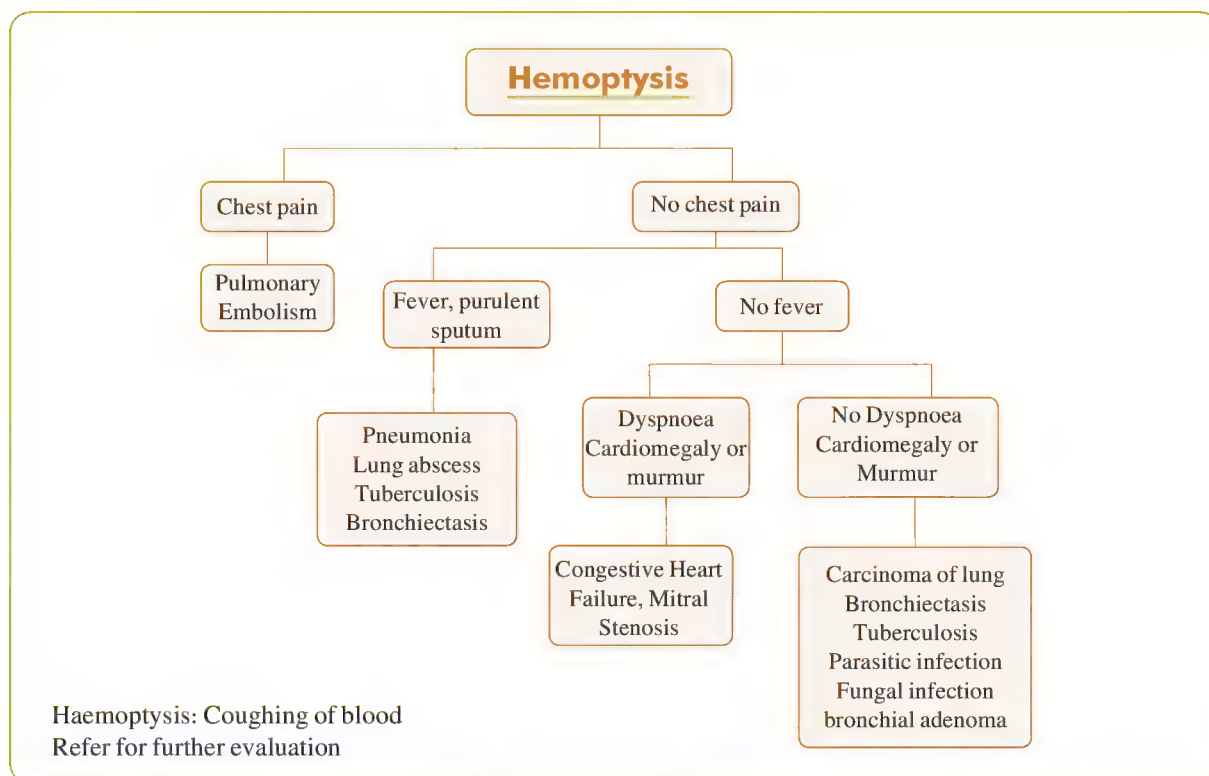 Hemoptysis
Chest pain
No chest pain
Pulmonary
Embolism
Fever, purulent
sputum
No fever
Pneumonia
Lung abscess
Tuberculosis
Bronchiectasis
Dyspnoea
Cardiomegaly or
murmur
No Dyspnoea
Cardiomegaly or
Murmur
Congestive Heart
Failure, Mitral
Stenosis
Carcinoma of lung
Bronchiectasis
Tuberculosis
Parasitic infection
Fungal infection
bronchial adenoma
Haemoptysis: Coughing of blood
Refer for further evaluation